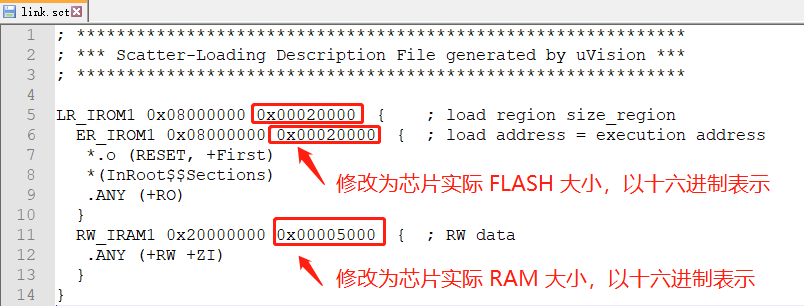 link.sct
1 ; *************************************************************
2 ; *** Scatter-Loading Description File generated by uVision ***
3 ; *************************************************************
4
5 LR_IROM1 0x08000000 0x00020000 { ; load region size_region
6 ER_IROM1 0x08000000 0x00020000 { ; load address = execution address
7 *.o (RESET, +First)
8 *(InRoot$$Sections)
9 .ANY (+RO)
修改为芯片实际 FLASH 大小，以十六进制表示
10 }
11 RW_IRAM1 0x20000000 0x00005000 { ; RW data
12 .ANY (+RW +ZI)
13 }
修改为芯片实际 RAM 大小，以十六进制表示
14 }